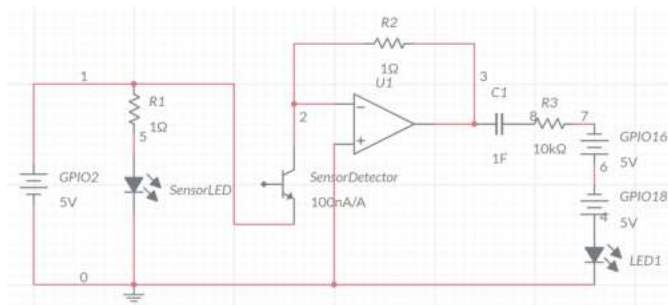 R2
1Ω
U1
1
3
C1
R3
R1
1Ω
2
8
7
GPIO16
5V
5
1F
10kΩ
6
GPIO2
5V
SensorLED
SensorDetector
100nA/A
GPIO18
5V
4
LED1
0